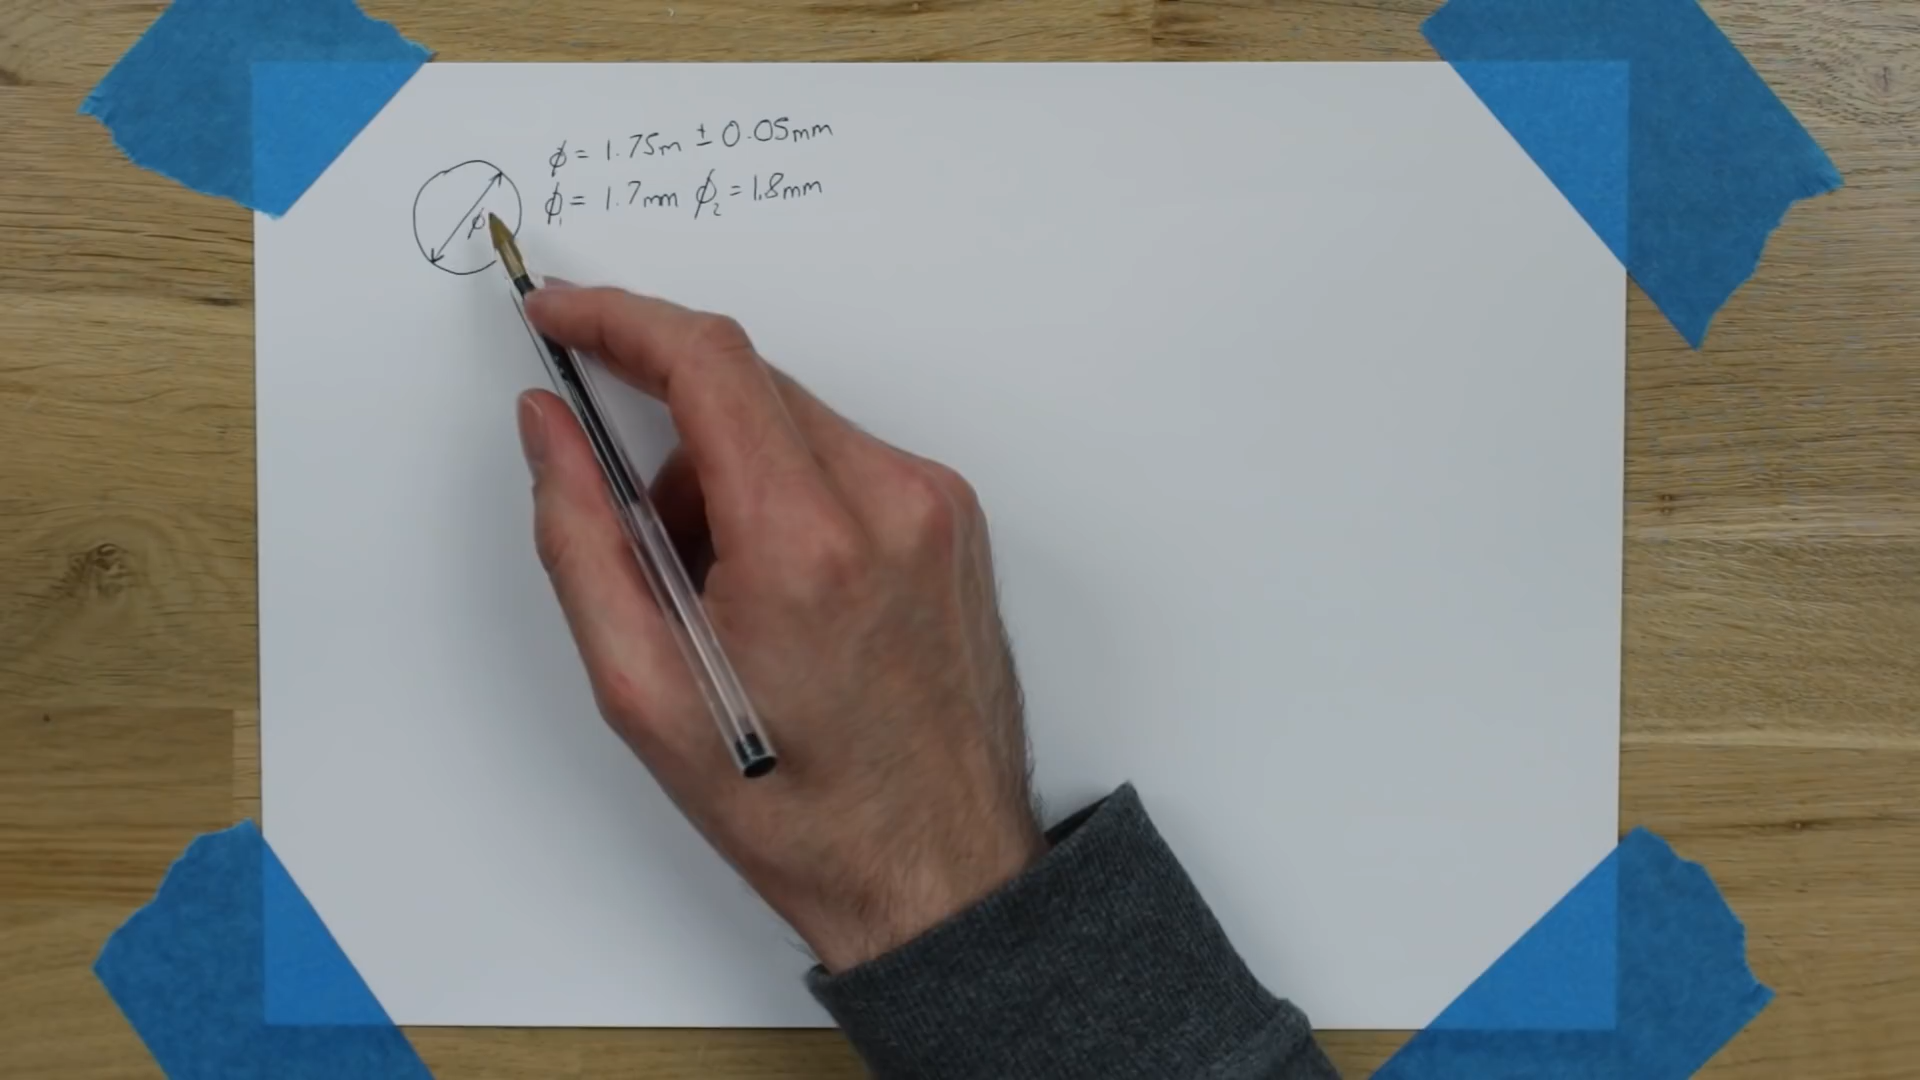 ϕ = 1.75m ± 0.05mm
ϕ₁ = 1.7mm ϕ₂ = 1.8mm
ϕ